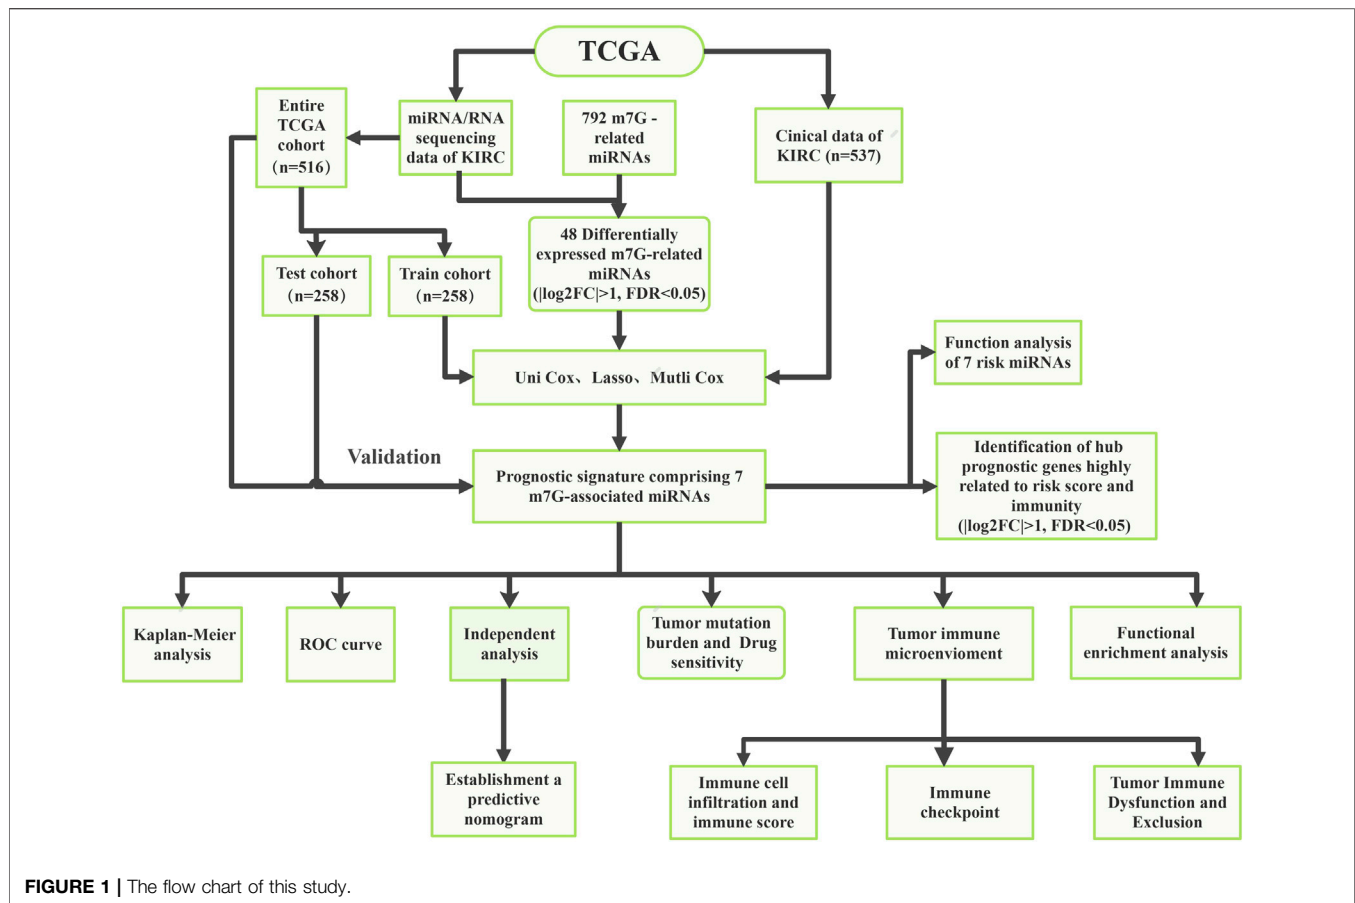 TCGA
Entire
TCGA
cohort
(n=516)
miRNA/RNA
sequencing
data of KIRC
792 m7G -
related
miRNAs
Cinical data of
KIRC (n=537)
48 Differentially
expressed m7G-related
miRNAs
(|log2FC|>1, FDR<0.05)
Test cohort
(n=258)
Train cohort
(n=258)
Uni Cox、Lasso、Mutli Cox
Function analysis
of 7 risk miRNAs
Validation
Prognostic signature comprising 7
m7G-associated miRNAs
Identification of hub
prognostic genes highly
related to risk score and
immunity
(|log2FC|>1, FDR<0.05)
Kaplan-Meier
analysis
ROC curve
Independent
analysis
Tumor mutation
burden and Drug
sensitivity
Tumor immune
microenvioment
Functional
enrichment analysis
Establishment a
predictive
nomogram
Immune cell
infiltration and
immune score
Immune
checkpoint
Tumor Immune
Dysfunction and
Exclusion
FIGURE 1 | The flow chart of this study.